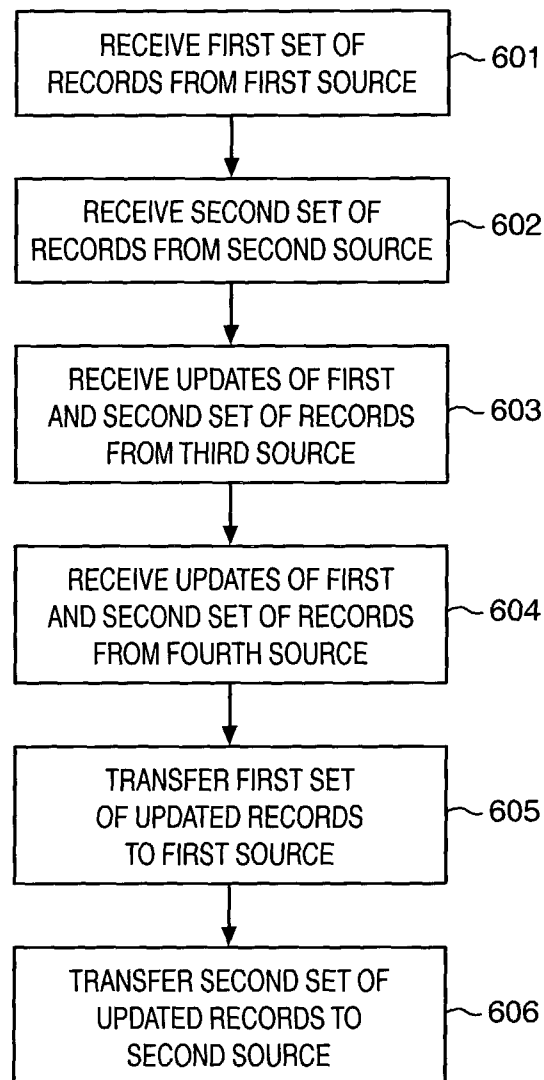 RECEIVE FIRST SET OF
RECORDS FROM FIRST SOURCE
601
RECEIVE SECOND SET OF
RECORDS FROM SECOND SOURCE
602
RECEIVE UPDATES OF FIRST
AND SECOND SET OF RECORDS
FROM THIRD SOURCE
603
RECEIVE UPDATES OF FIRST
AND SECOND SET OF RECORDS
FROM FOURTH SOURCE
604
TRANSFER FIRST SET
OF UPDATED RECORDS
TO FIRST SOURCE
605
TRANSFER SECOND SET OF
UPDATED RECORDS TO
SECOND SOURCE
606